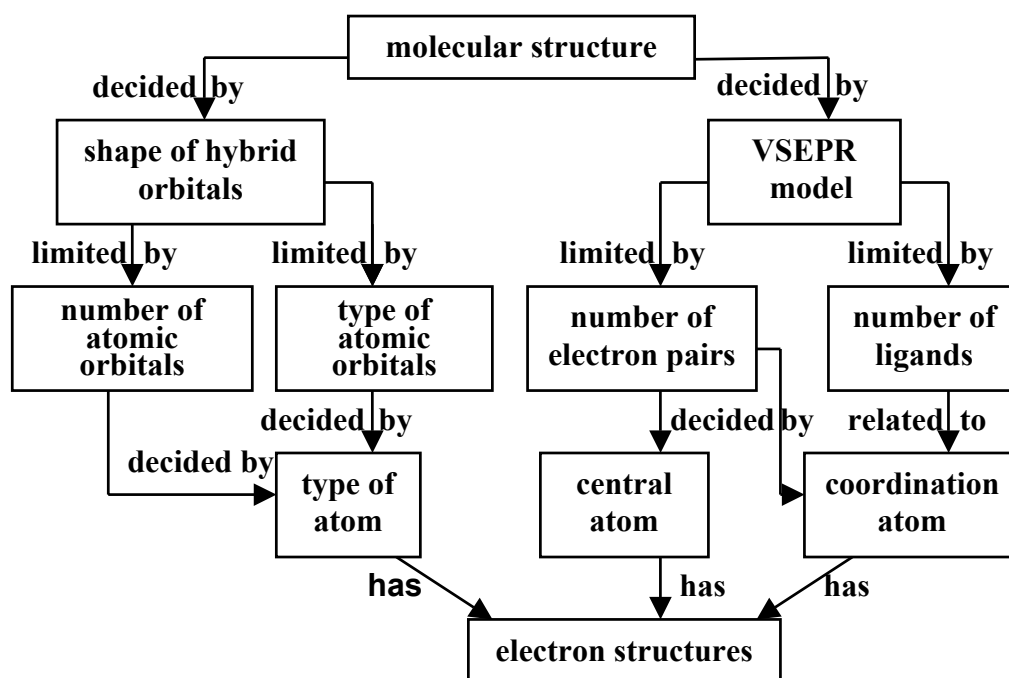 molecular structure
decided by
decided by
shape of hybrid
orbitals
VSEPR
model
limited by
limited by
limited by
limited by
number of
atomic
orbitals
type of
atomic
orbitals
number of
electron pairs
number of
ligands
decided by
decided by
related to
decided by
type of
atom
central
atom
coordination
atom
has
has
has
electron structures